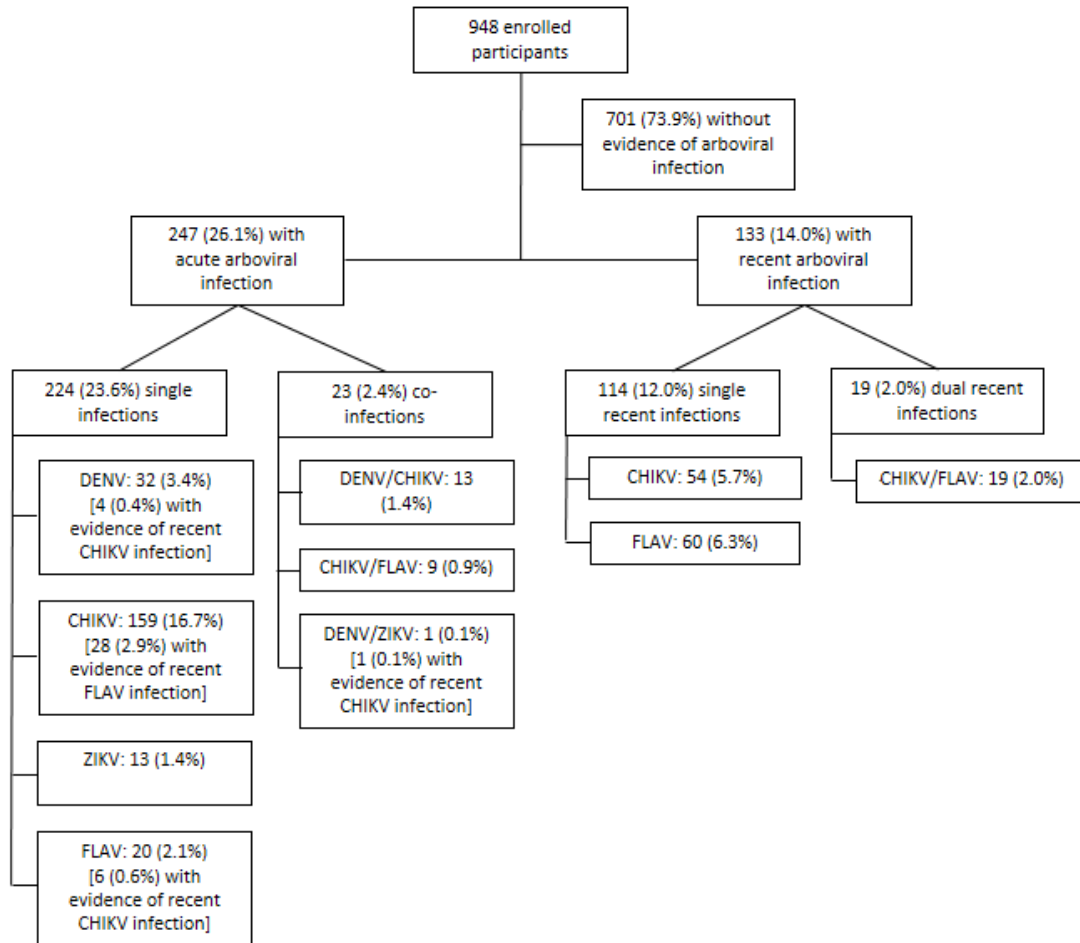 948 enrolled
participants
701 (73.9%) without
evidence of arboviral
infection
247 (26.1%) with
acute arboviral
infection
133 (14.0%) with
recent arboviral
infection
224 (23.6%) single
infections
23 (2.4%) co-
infections
114 (12.0%) single
recent infections
19 (2.0%) dual recent
infections
DENV: 32 (3.4%)
[4 (0.4%) with
evidence of recent
CHIKV infection]
DENV/CHIKV: 13
(1.4%)
CHIKV: 54 (5.7%)
CHIKV/FLAV: 19 (2.0%)
FLAV: 60 (6.3%)
CHIKV/FLAV: 9 (0.9%)
CHIKV: 159 (16.7%)
[28 (2.9%) with
evidence of recent
FLAV infection]
DENV/ZIKV: 1 (0.1%)
[1 (0.1%) with
evidence of recent
CHIKV infection]
ZIKV: 13 (1.4%)
FLAV: 20 (2.1%)
[6 (0.6%) with
evidence of recent
CHIKV infection]